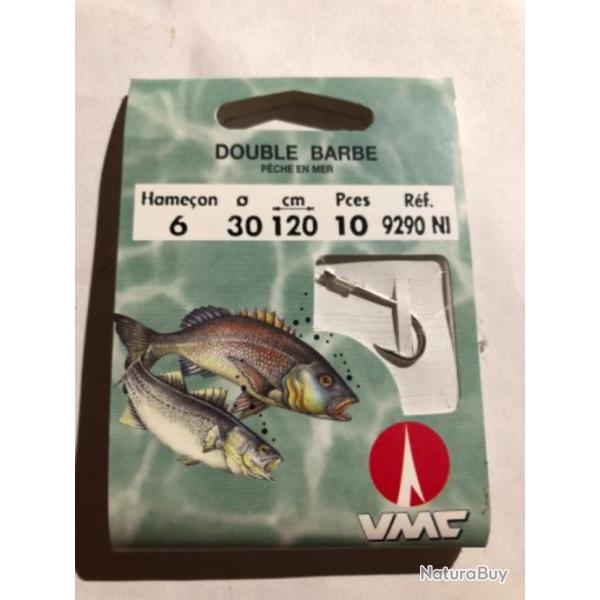 DOUBLE BARBE
PÊCHE EN MER
Hameçon ø cm Pces Réf.
6 30 120 10 9290 NI
VMC
NaturaBuy